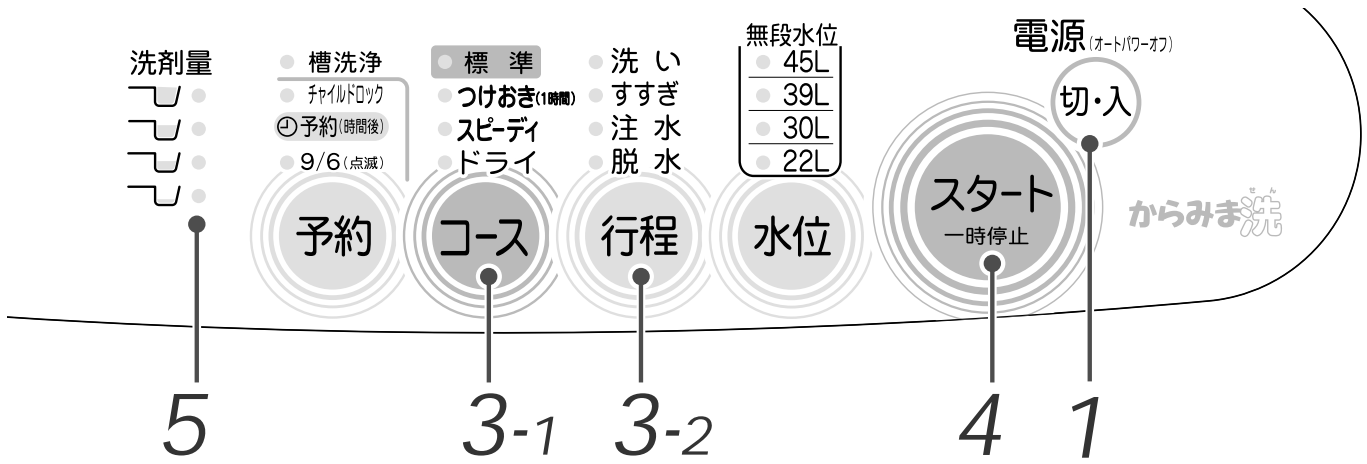 洗剤量
槽洗浄
チャイルドロック
予約(時間後)
9/6(点滅)
予約
標 準
つけおき(1時間)
スピーディ
ドライ
コース
洗 い
すすぎ
注 水
脱 水
行程
無段水位
45L
39L
30L
22L
水位
電源(オートパワーオフ)
切・入
スタート
一時停止
せん
からみま洗
5
3-1
3-2
4
1